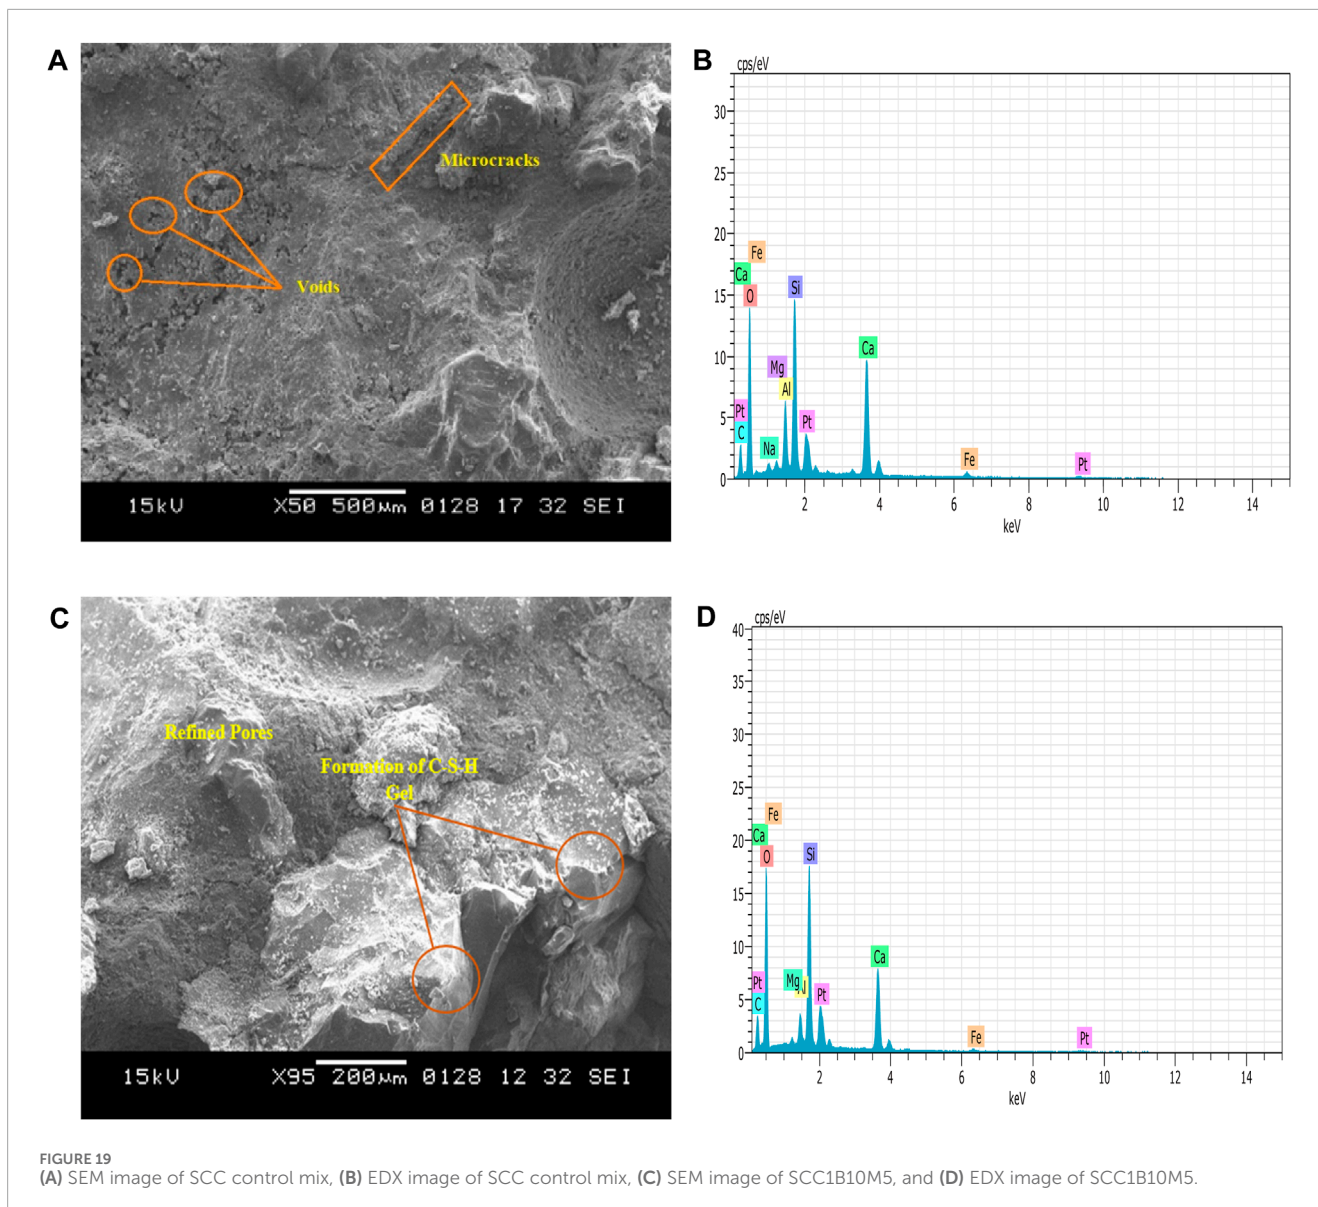 A
Microcracks
Voids
15kV X50 500μm 0128 17 32 SEI
B
cps/eV
30
25
20
15
10
5
0
Fe
Ca
O
Si
Mg
Al
Ca
Pt
C
Na
Pt
Fe
Pt
2 4 6 8 10 12 14
keV
C
Refined Pores
Formation of C-S-H
Gel
15kV X95 200μm 0128 12 32 SEI
D
cps/eV
40
35
30
25
20
15
10
5
0
Fe
Ca
O
Si
Ca
Pt
C
Mg
Pt
Fe
Pt
2 4 6 8 10 12 14
keV
FIGURE 19
(A) SEM image of SCC control mix, (B) EDX image of SCC control mix, (C) SEM image of SCC1B10M5, and (D) EDX image of SCC1B10M5.